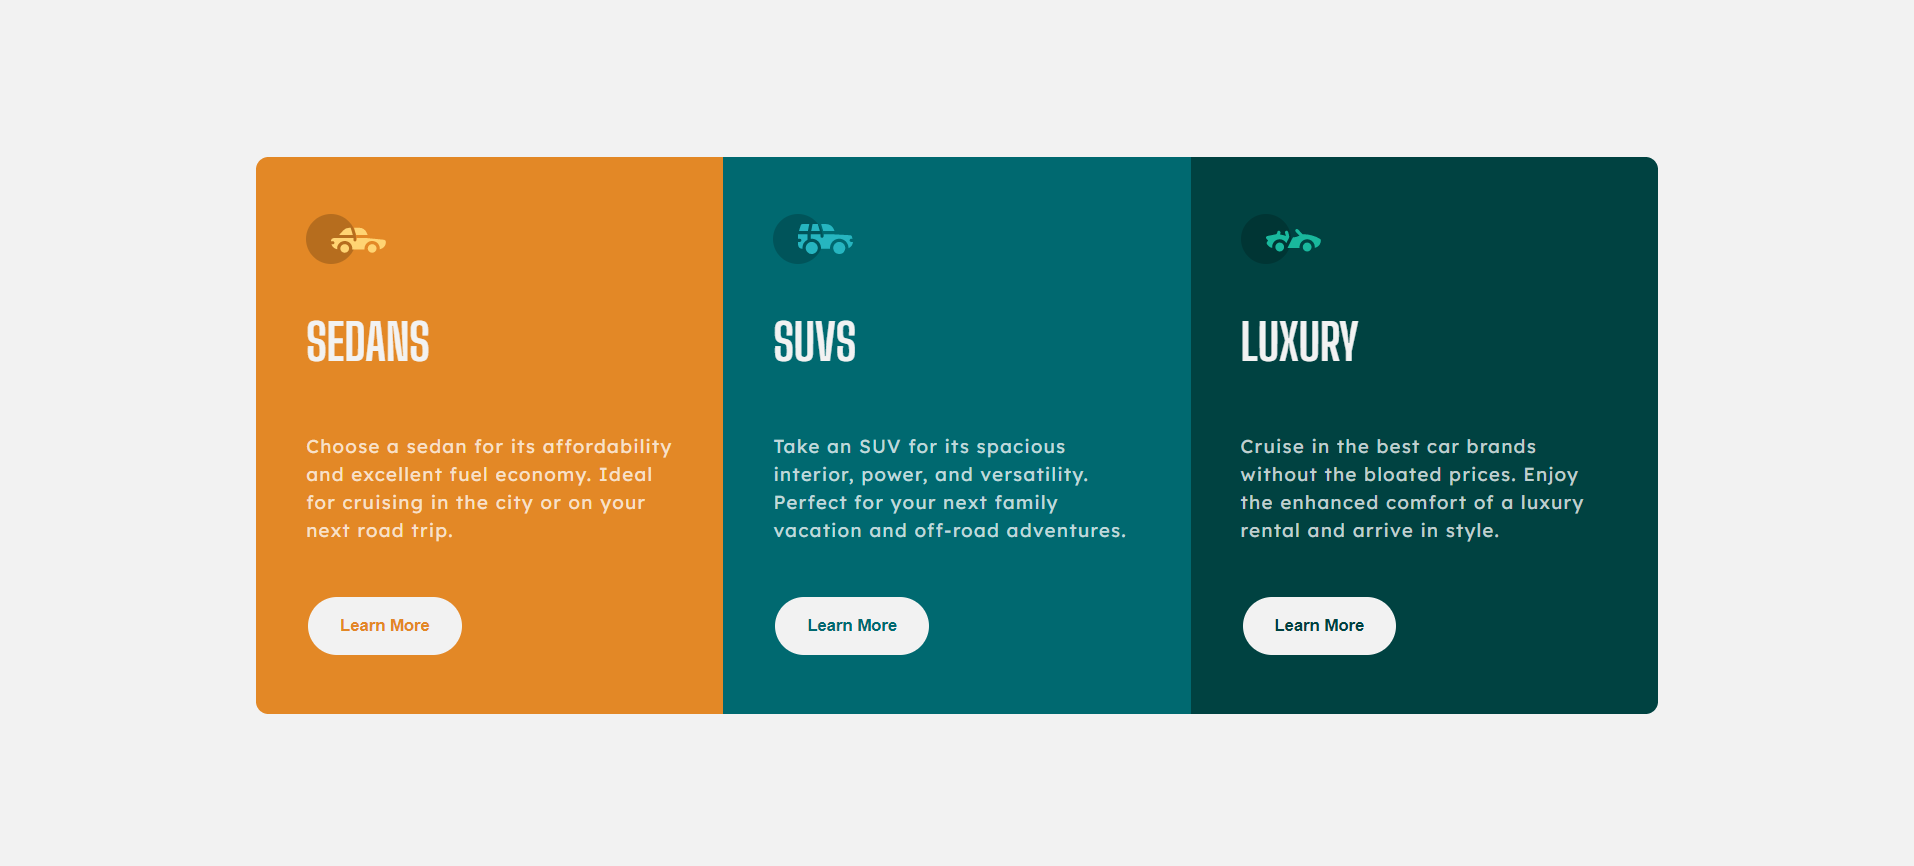 SEDANS
Choose a sedan for its affordability
and excellent fuel economy. Ideal
for cruising in the city or on your
next road trip.
Learn More
SUVS
Take an SUV for its spacious
interior, power, and versatility.
Perfect for your next family
vacation and off-road adventures.
Learn More
LUXURY
Cruise in the best car brands
without the bloated prices. Enjoy
the enhanced comfort of a luxury
rental and arrive in style.
Learn More